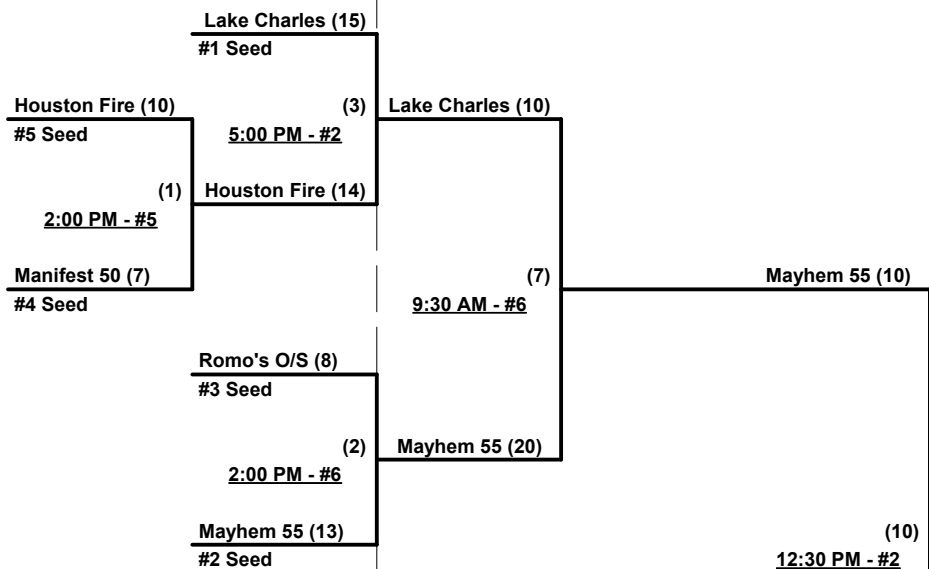 Lake Charles (15)
#1 Seed
Houston Fire (10)
(3)
Lake Charles (10)
#5 Seed
5:00 PM - #2
(1)
Houston Fire (14)
2:00 PM - #5
Manifest 50 (7)
(7)
Mayhem 55 (10)
#4 Seed
9:30 AM - #6
Romo's O/S (8)
#3 Seed
(2)
Mayhem 55 (20)
2:00 PM - #6
Mayhem 55 (13)
(10)
#2 Seed
12:30 PM - #2